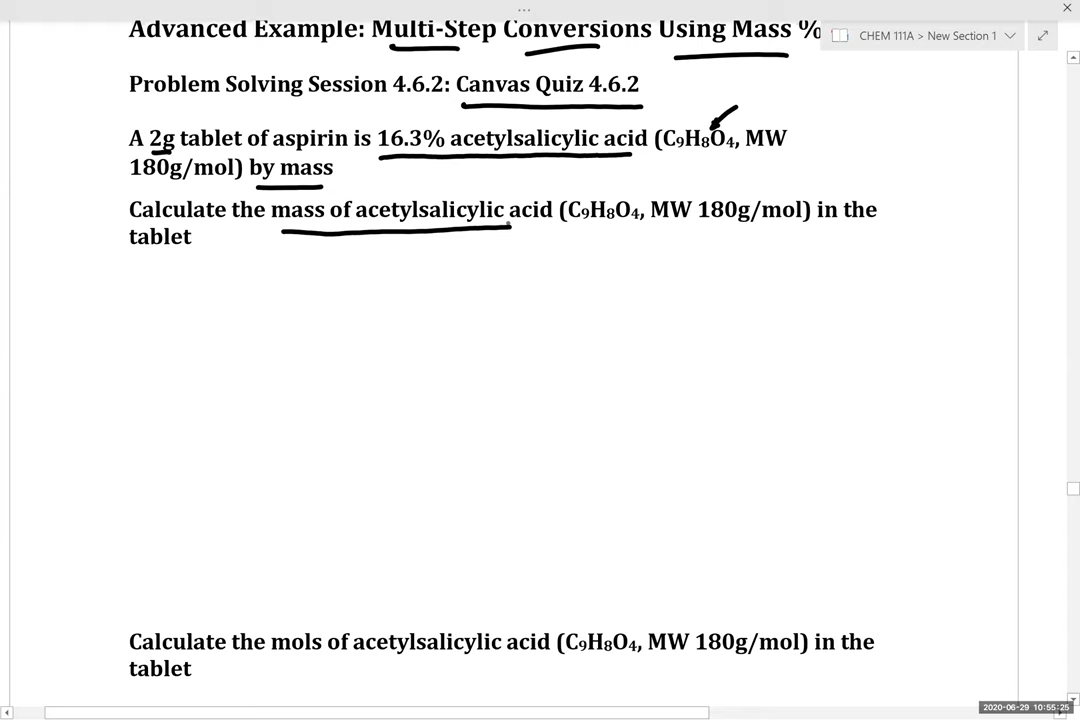 Advanced Example: Multi-Step Conversions Using Mass %
CHEM 111A > New Section 1
Problem Solving Session 4.6.2: Canvas Quiz 4.6.2
A 2g tablet of aspirin is 16.3% acetylsalicylic acid (C₉H₈O₄, MW
180g/mol) by mass
Calculate the mass of acetylsalicylic acid (C₉H₈O₄, MW 180g/mol) in the
tablet
Calculate the mols of acetylsalicylic acid (C₉H₈O₄, MW 180g/mol) in the
tablet
2020-06-29 10:55:25